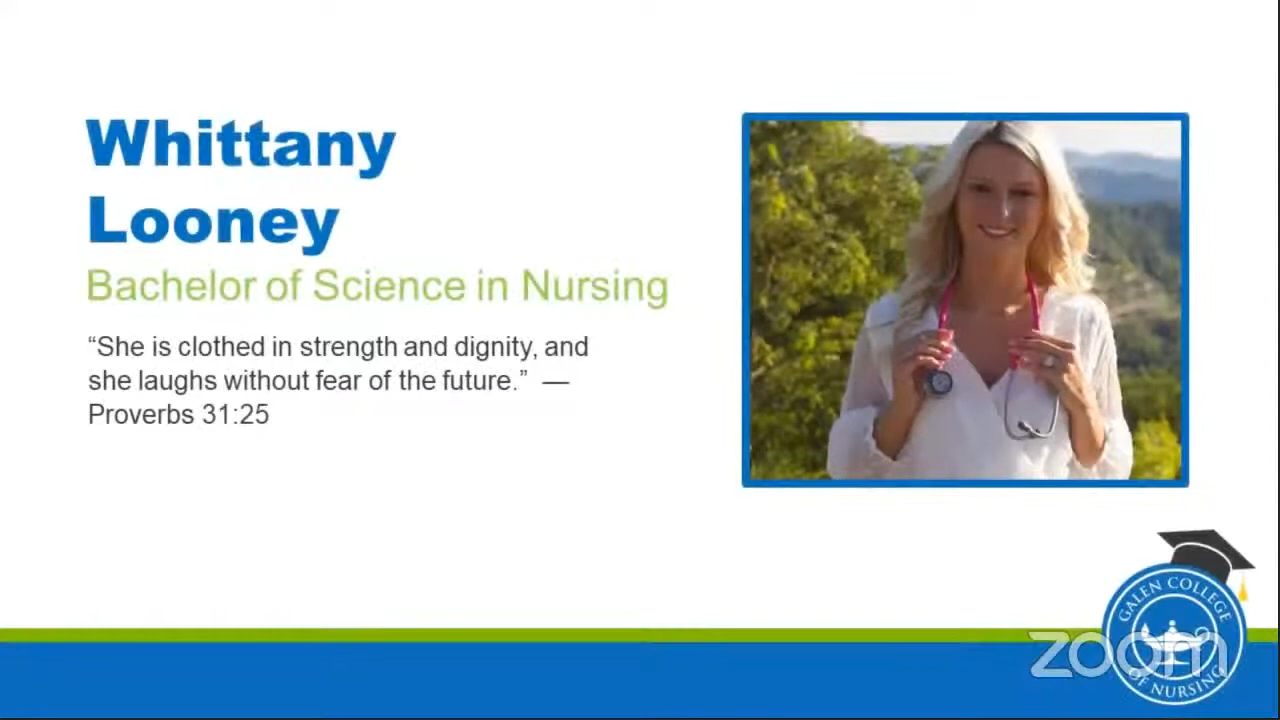 Whittany
Looney
Bachelor of Science in Nursing
“She is clothed in strength and dignity, and
she laughs without fear of the future.” —
Proverbs 31:25
GALEN COLLEGE
OF NURSING
zoom